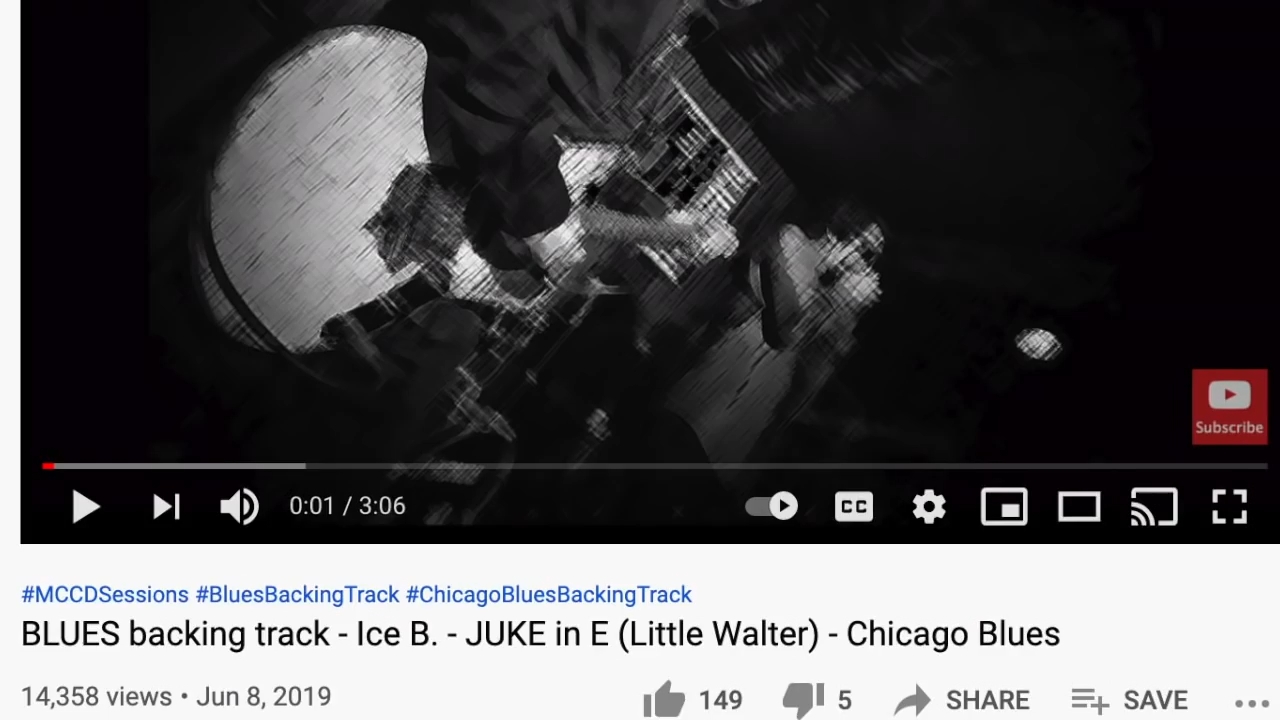 Subscribe
0:01 / 3:06
CC
#MCCDSessions #BluesBackingTrack #ChicagoBluesBackingTrack
BLUES backing track - Ice B. - JUKE in E (Little Walter) - Chicago Blues
14,358 views • Jun 8, 2019 149 5 SHARE SAVE